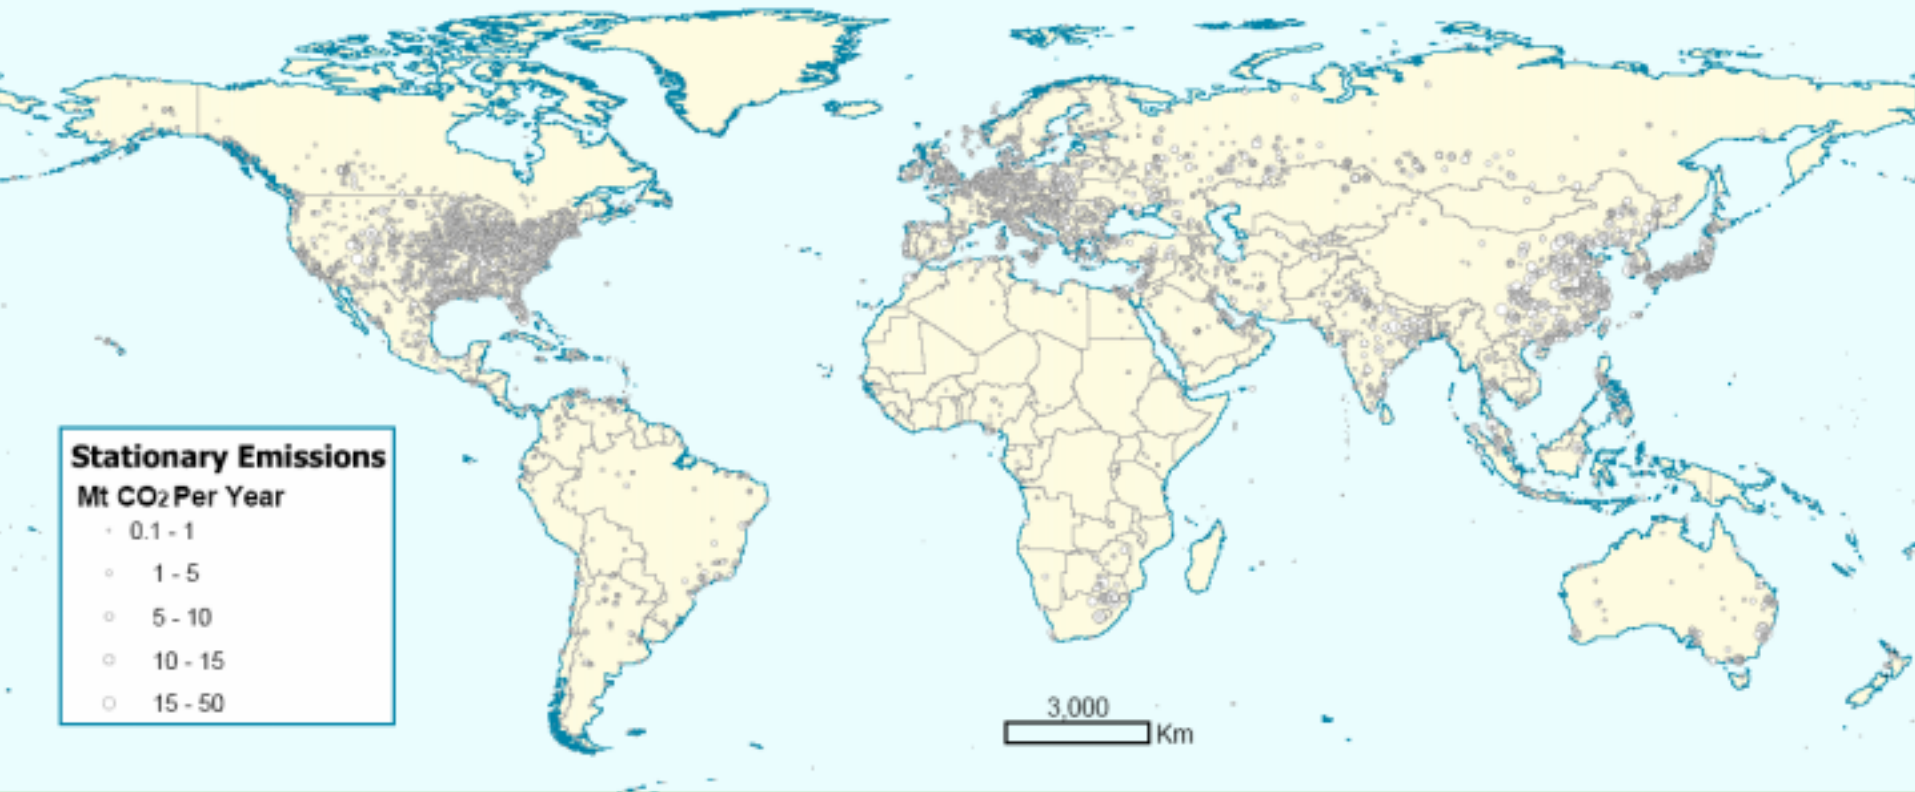 Stationary Emissions
Mt CO2 Per Year
0.1 - 1
1 - 5
5 - 10
10 - 15
15 - 50
3,000
Km